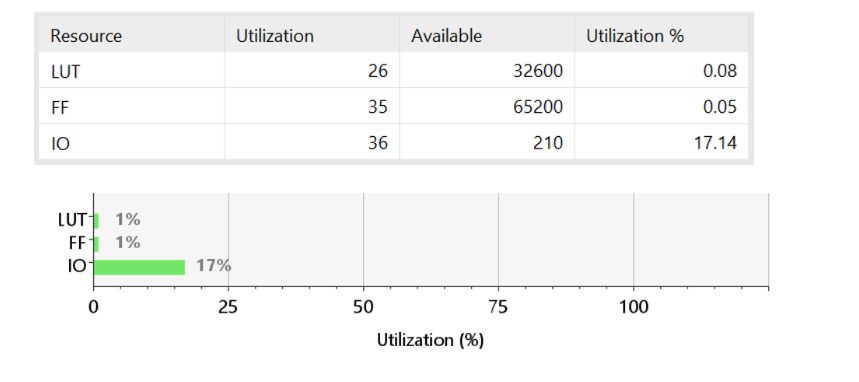 Resource Utilization Available Utilization %
LUT 26 32600 0.08
FF 35 65200 0.05
IO 36 210 17.14
LUT 1%
FF 1%
IO 17%
0 25 50 75 100
Utilization (%)